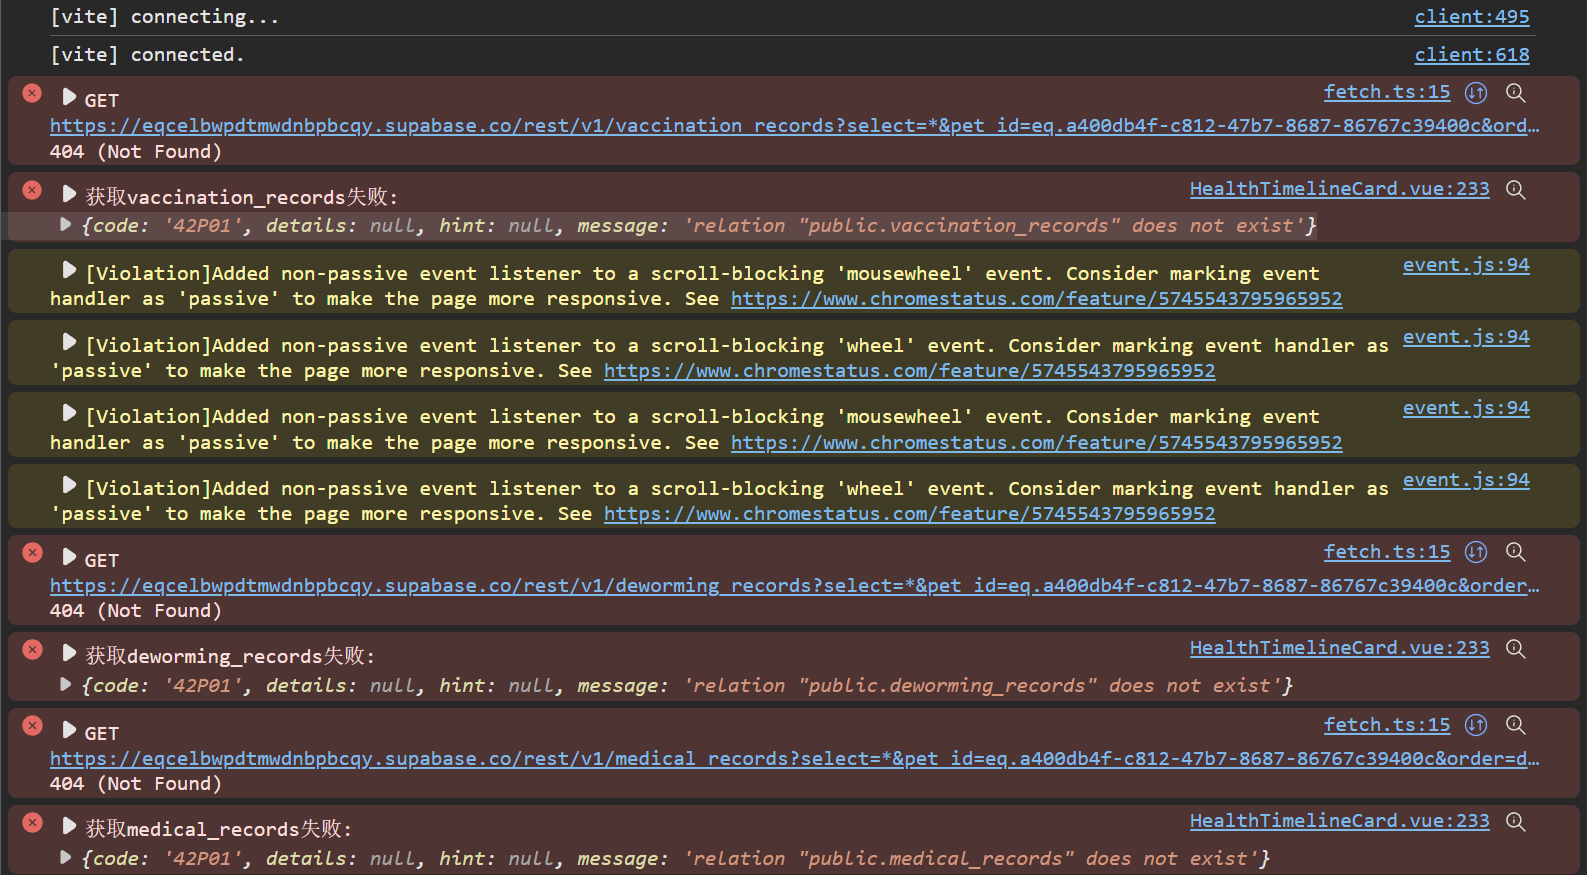 [vite] connecting... client:495
[vite] connected. client:618
GET fetch.ts:15
https://eqcelbwpdtmwdnbpbcqy.supabase.co/rest/v1/vaccination_records?select=*&pet_id=eq.a400db4f-c812-47b7-8687-86767c39400c&ord…
404 (Not Found)
获取vaccination_records失败: HealthTimelineCard.vue:233
{code: '42P01', details: null, hint: null, message: 'relation "public.vaccination_records" does not exist'}
[Violation]Added non-passive event listener to a scroll-blocking 'mousewheel' event. Consider marking event event.js:94
handler as 'passive' to make the page more responsive. See https://www.chromestatus.com/feature/5745543795965952
[Violation]Added non-passive event listener to a scroll-blocking 'wheel' event. Consider marking event handler as event.js:94
'passive' to make the page more responsive. See https://www.chromestatus.com/feature/5745543795965952
[Violation]Added non-passive event listener to a scroll-blocking 'mousewheel' event. Consider marking event event.js:94
handler as 'passive' to make the page more responsive. See https://www.chromestatus.com/feature/5745543795965952
[Violation]Added non-passive event listener to a scroll-blocking 'wheel' event. Consider marking event handler as event.js:94
'passive' to make the page more responsive. See https://www.chromestatus.com/feature/5745543795965952
GET fetch.ts:15
https://eqcelbwpdtmwdnbpbcqy.supabase.co/rest/v1/deworming_records?select=*&pet_id=eq.a400db4f-c812-47b7-8687-86767c39400c&order…
404 (Not Found)
获取deworming_records失败: HealthTimelineCard.vue:233
{code: '42P01', details: null, hint: null, message: 'relation "public.deworming_records" does not exist'}
GET fetch.ts:15
https://eqcelbwpdtmwdnbpbcqy.supabase.co/rest/v1/medical_records?select=*&pet_id=eq.a400db4f-c812-47b7-8687-86767c39400c&order=d…
404 (Not Found)
获取medical_records失败: HealthTimelineCard.vue:233
{code: '42P01', details: null, hint: null, message: 'relation "public.medical_records" does not exist'}